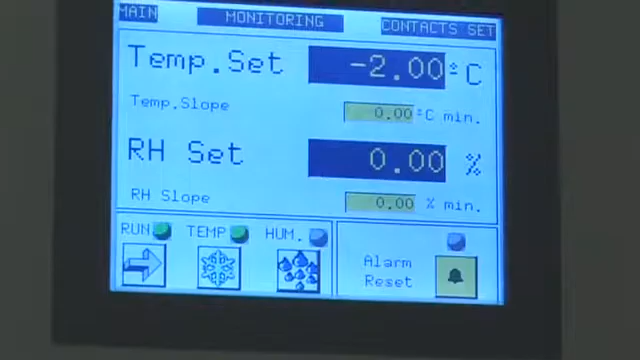 MAIN MONITORING CONTACTS SET
Temp.Set -2.00 °C
Temp.Slope 0.00 °C min.
RH Set 0.00 %
RH Slope 0.00 % min.
RUN TEMP HUM.
Alarm
Reset